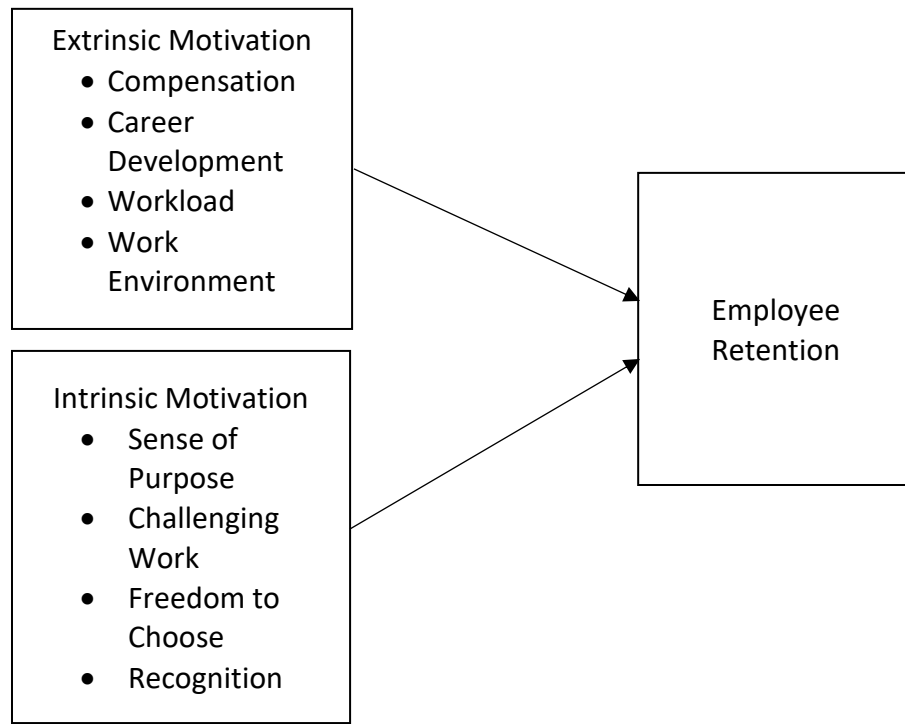 Extrinsic Motivation
• Compensation
• Career
Development
• Workload
• Work
Environment
Intrinsic Motivation
• Sense of
Purpose
• Challenging
Work
• Freedom to
Choose
• Recognition
Employee
Retention